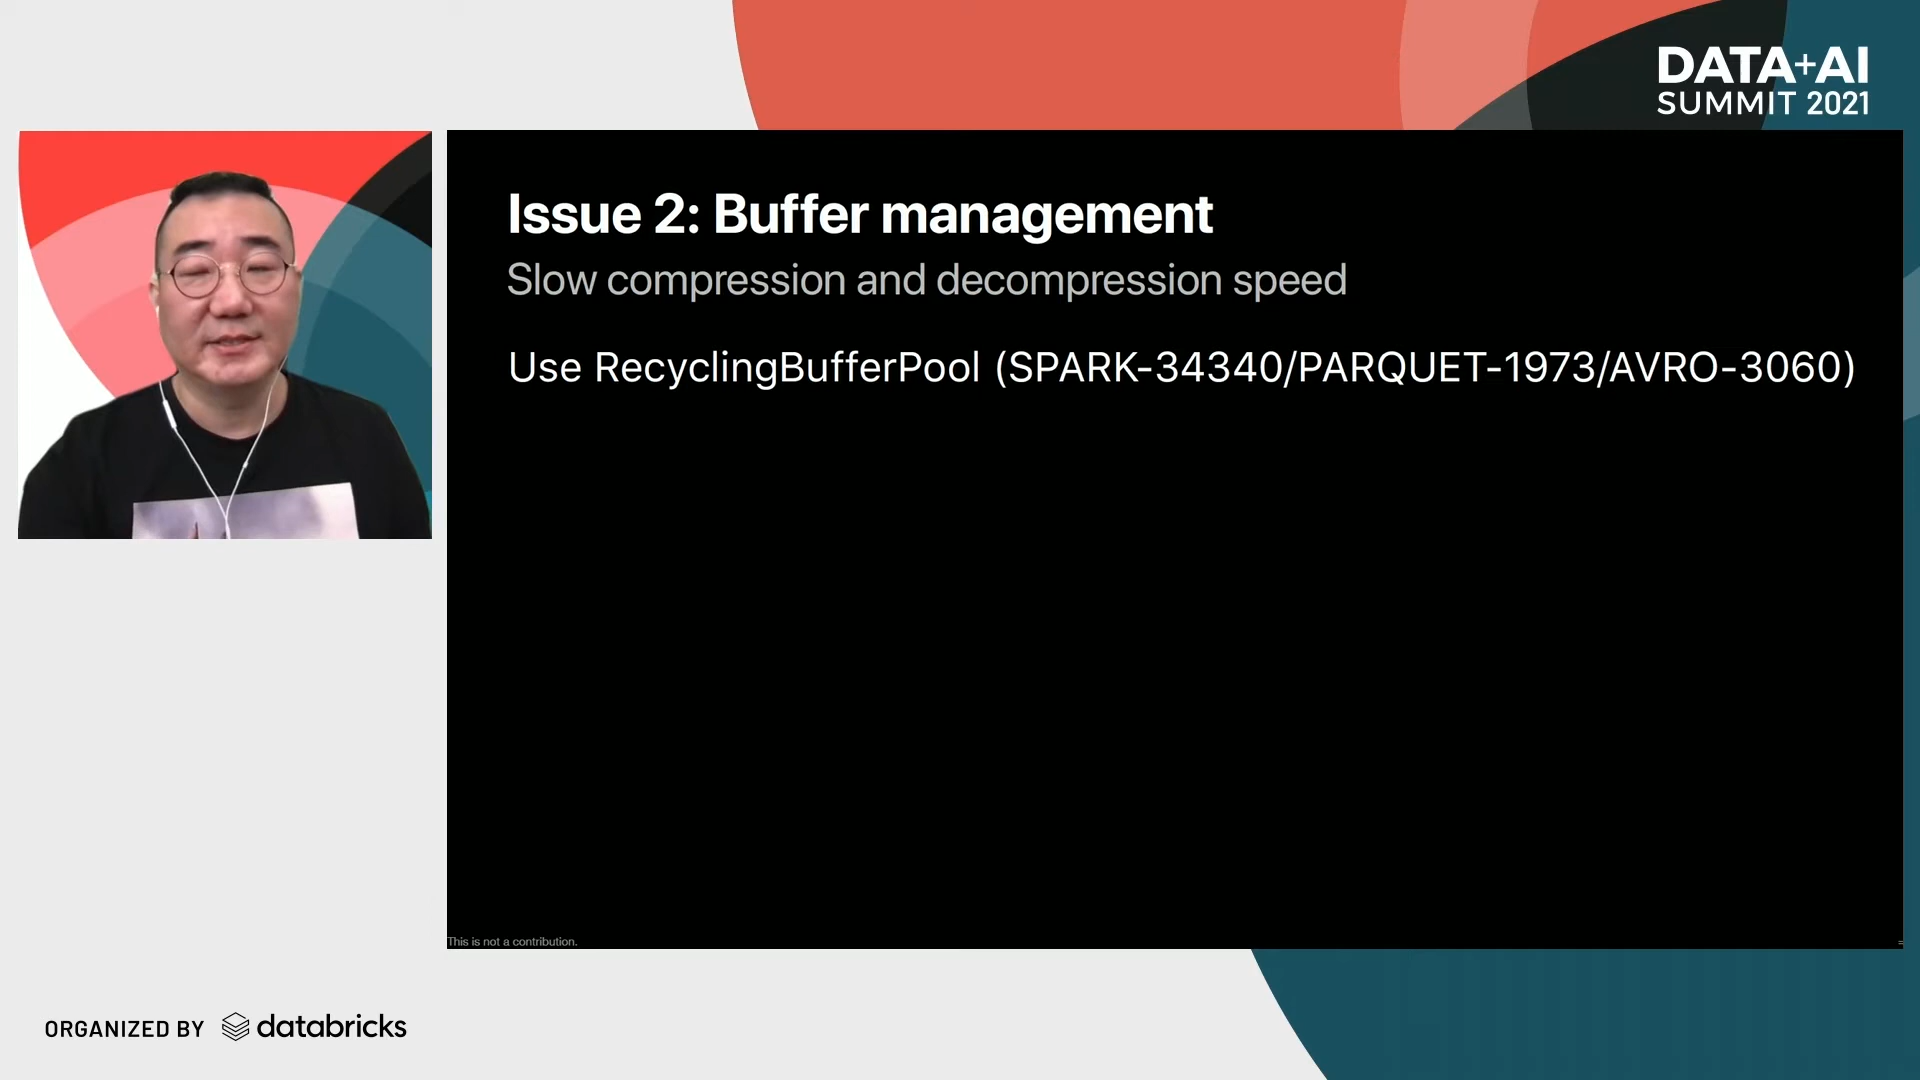 DATA+AI
SUMMIT 2021
Issue 2: Buffer management
Slow compression and decompression speed
Use RecyclingBufferPool (SPARK-34340/PARQUET-1973/AVRO-3060)
This is not a contribution.
ORGANIZED BY databricks